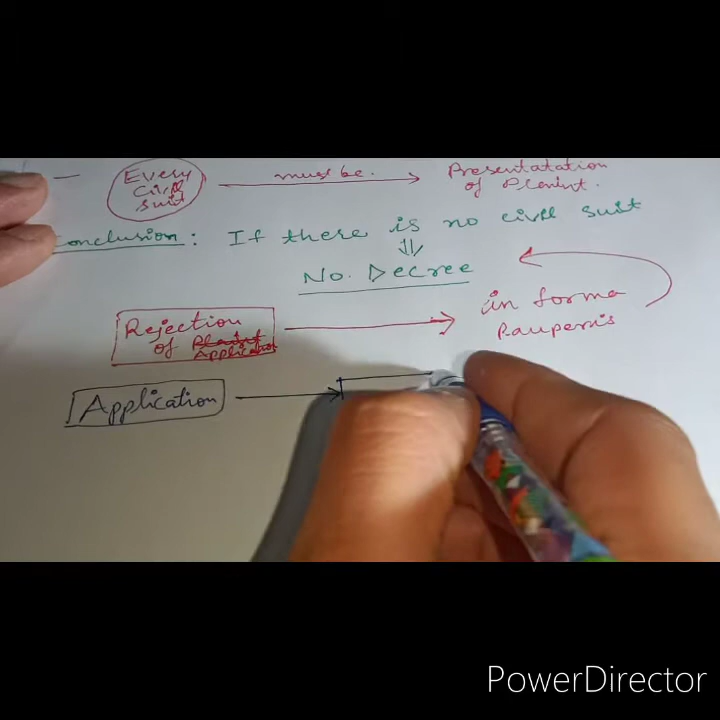 — Every Civil suit must be. Presentatation of Plaint.
Conclusion: If there is no civil suit
⇓
No. Decree
Rejection of Plaint Application in forma Pauperis
Application
PowerDirector